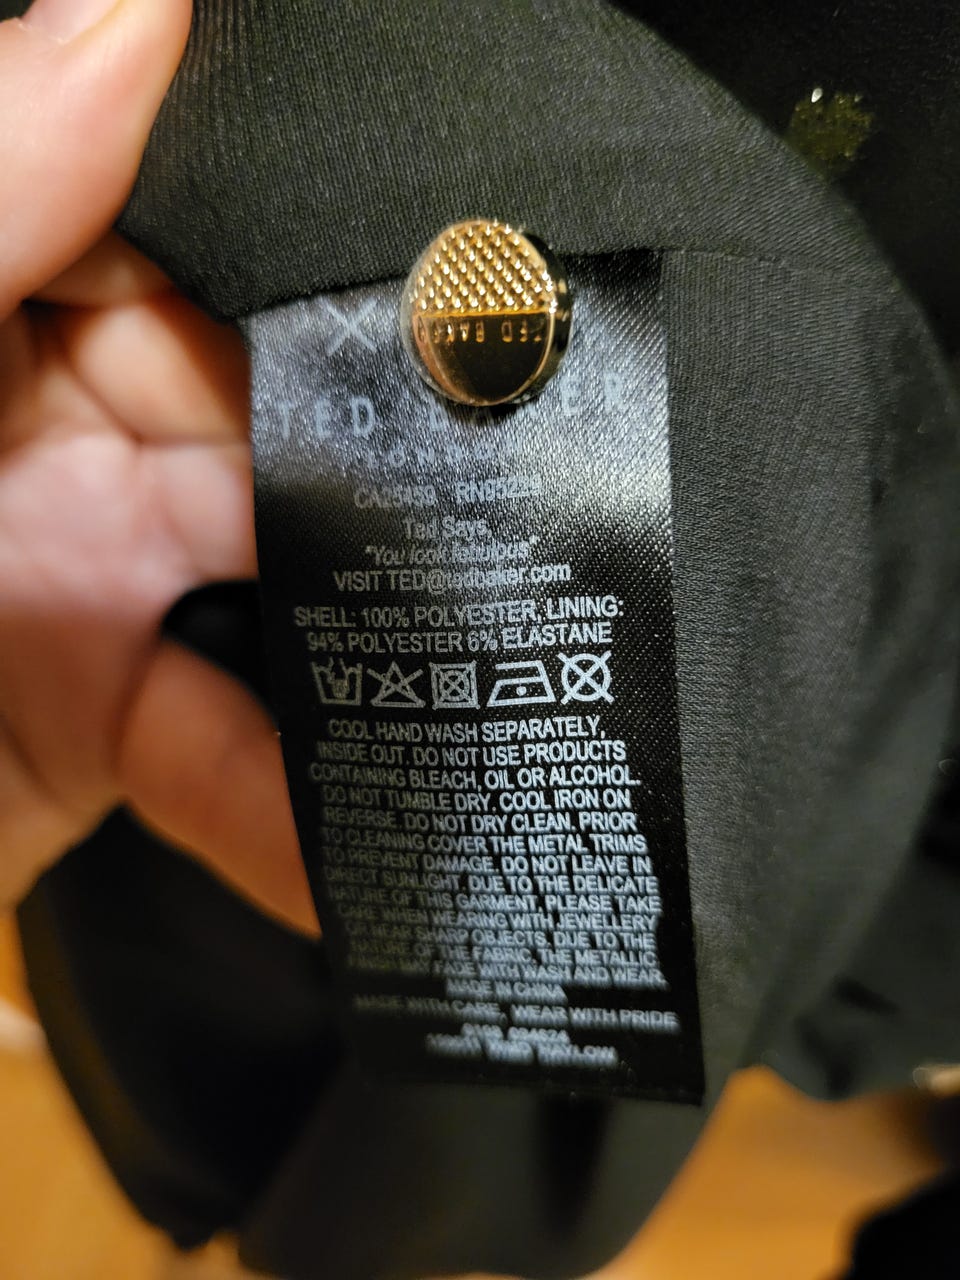 TED BAKER
TED BAKER
LONDON
CA25459 RN95289
Ted Says,
"You look fabulous"
VISIT TED@tedbaker.com
SHELL: 100% POLYESTER. LINING:
94% POLYESTER 6% ELASTANE
COOL HAND WASH SEPARATELY,
INSIDE OUT. DO NOT USE PRODUCTS
CONTAINING BLEACH, OIL OR ALCOHOL.
DO NOT TUMBLE DRY. COOL IRON ON
REVERSE. DO NOT DRY CLEAN. PRIOR
TO CLEANING COVER THE METAL TRIMS
TO PREVENT DAMAGE. DO NOT LEAVE IN
DIRECT SUNLIGHT. DUE TO THE DELICATE
NATURE OF THIS GARMENT, PLEASE TAKE
CARE WHEN WEARING WITH JEWELLERY
OR NEAR SHARP OBJECTS. DUE TO THE
NATURE OF THE FABRIC, THE METALLIC
FINISH MAY FADE WITH WASH AND WEAR.
MADE IN CHINA
MADE WITH CARE, WEAR WITH PRIDE